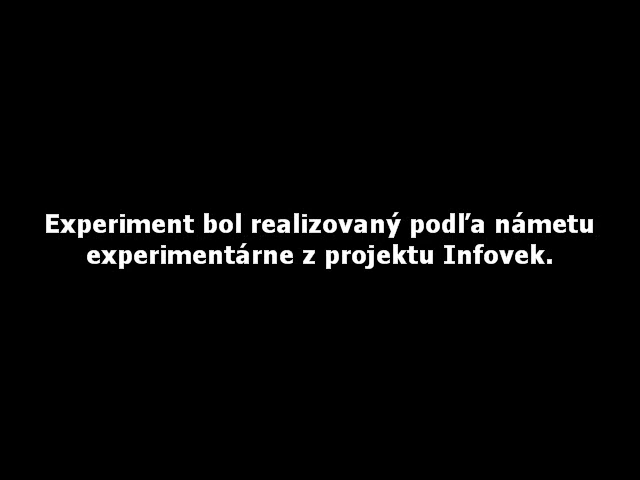 Experiment bol realizovaný podľa námetu
experimentárne z projektu Infovek.